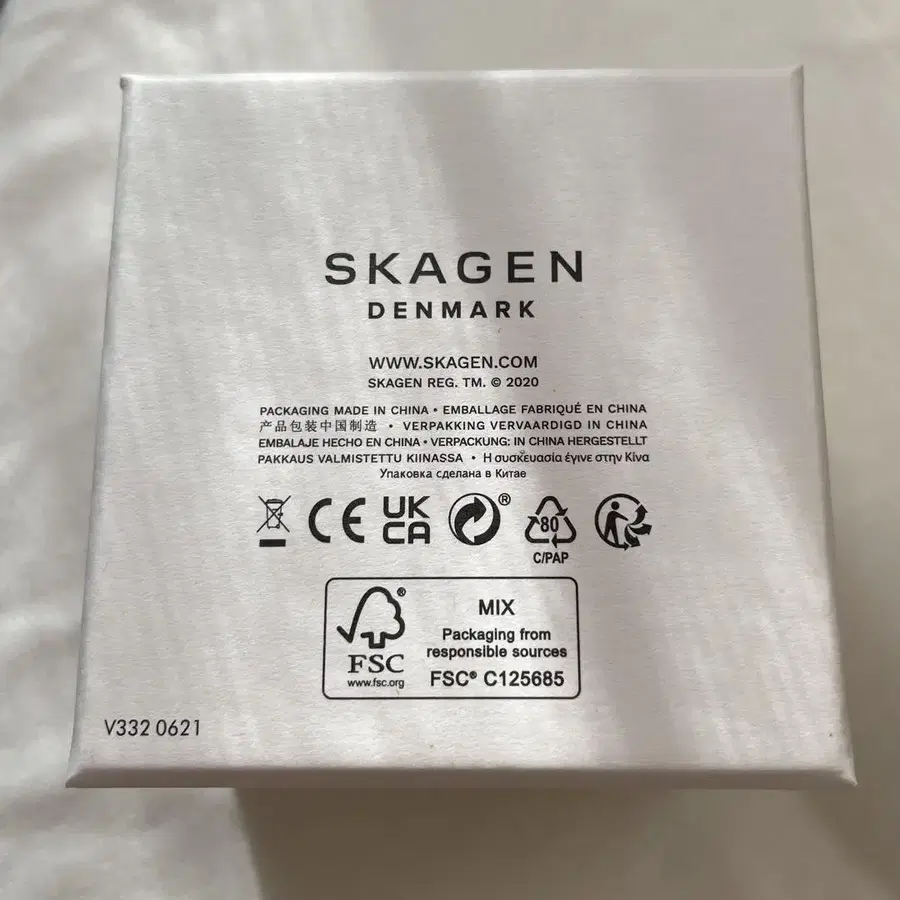 SKAGEN
DENMARK
WWW.SKAGEN.COM
SKAGEN REG. TM. © 2020
PACKAGING MADE IN CHINA • EMBALLAGE FABRIQUÉ EN CHINA
产品包装中国制造 • VERPAKKING VERVAARDIGD IN CHINA
EMBALAJE HECHO EN CHINA • VERPACKUNG: IN CHINA HERGESTELLT
PAKKAUS VALMISTETTU KIINASSA • Η συσκευασία έγινε στην Κίνα
Упаковка сделана в Китае
CE UK CA ® 80
C/PAP
MIX
Packaging from
responsible sources
FSC® C125685
®
FSC
www.fsc.org
V332 0621